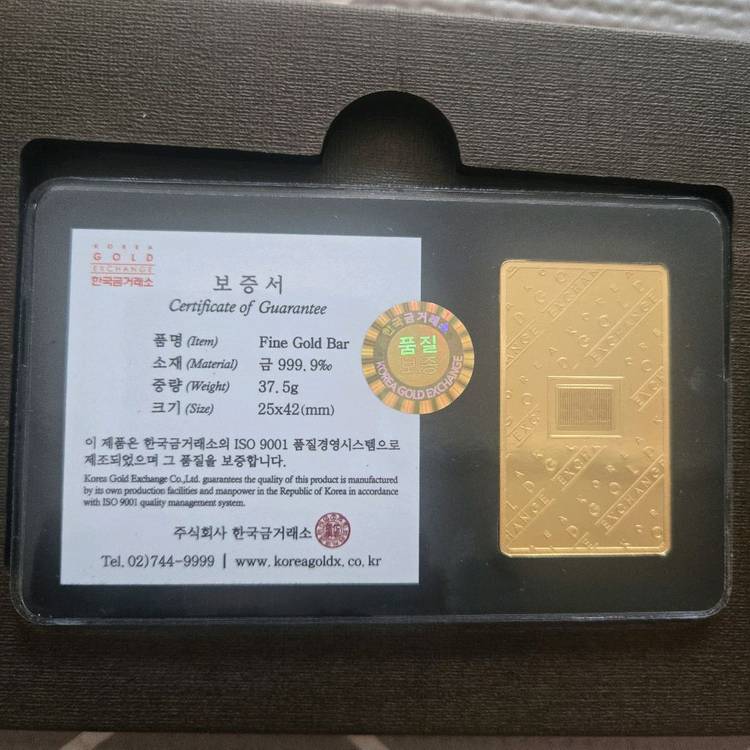 KOREA
GOLD
EXCHANGE
한국금거래소
보증서
Certificate of Guarantee
품명 (Item) Fine Gold Bar
소재 (Material) 금 999.9‰
중량 (Weight) 37.5g
크기 (Size) 25x42(mm)
이 제품은 한국금거래소의 ISO 9001 품질경영시스템으로
제조되었으며 그 품질을 보증합니다.
Korea Gold Exchange Co.,Ltd. guarantees the quality of this product is manufactured
by its own production facilities and manpower in the Republic of Korea in accordance
with ISO 9001 quality management system.
주식회사 한국금거래소
Tel. 02)744-9999 | www.koreagoldx.co.kr
한국금거래소
품질
보증
KOREA GOLD EXCHANGE